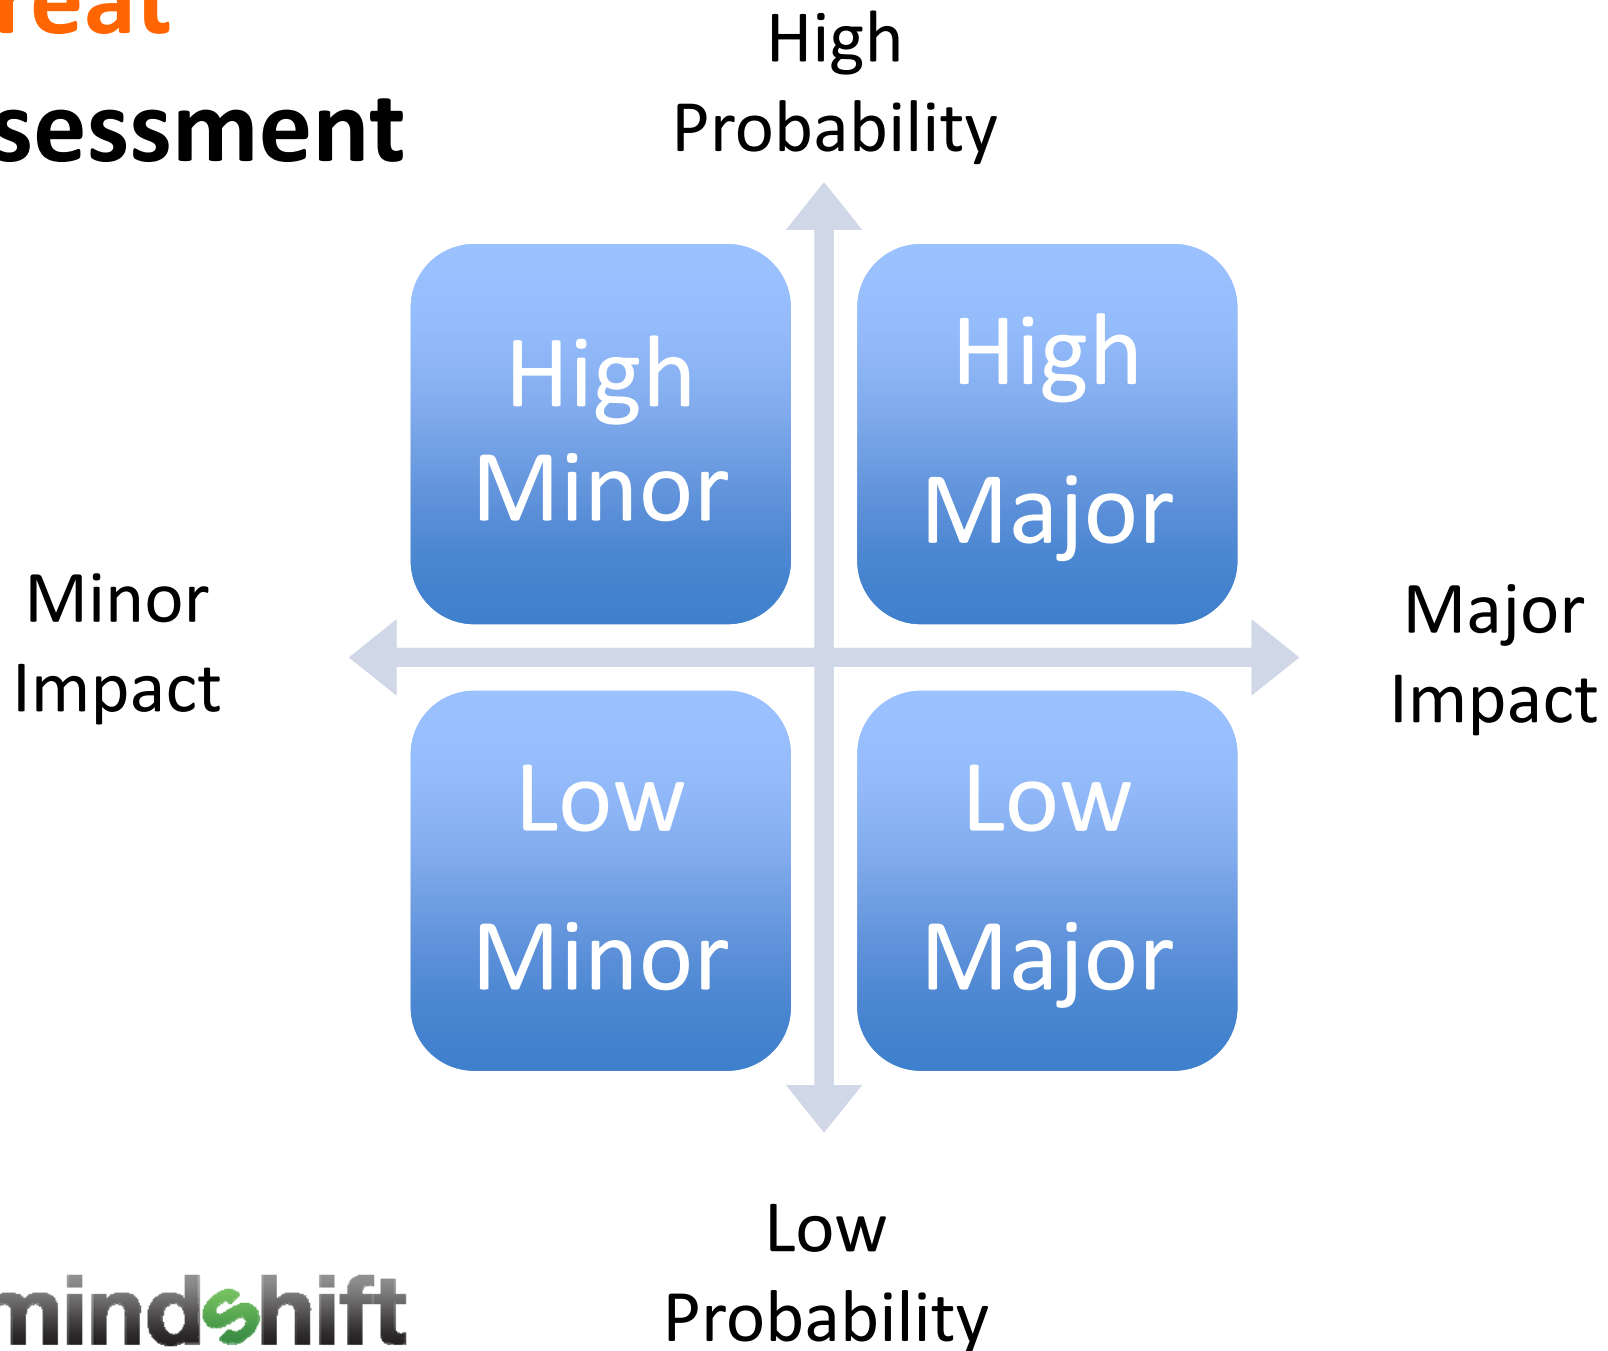 reat
sessment
High
Probability
High
Minor
High
Major
Minor
Impact
Major
Impact
Low
Minor
Low
Major
Low
Probability
mindshift